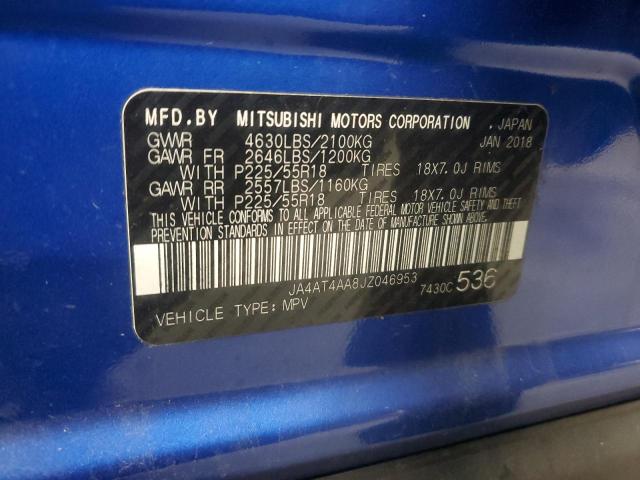 MFD.BY MITSUBISHI MOTORS CORPORATION . JAPAN
GVWR 4630LBS/2100KG JAN 2018
GAWR FR 2646LBS/1200KG
WITH P225/55R18 TIRES 18X7.0J RIMS
GAWR RR 2557LBS/1160KG
WITH P225/55R18 TIRES 18X7.0J RIMS
THIS VEHICLE CONFORMS TO ALL APPLICABLE FEDERAL MOTOR VEHICLE SAFETY AND THEFT
PREVENTION STANDARDS IN EFFECT ON THE DATE OF MANUFACTURE SHOWN ABOVE.
JA4AT4AA8JZ046953
7430C 536
VEHICLE TYPE: MPV